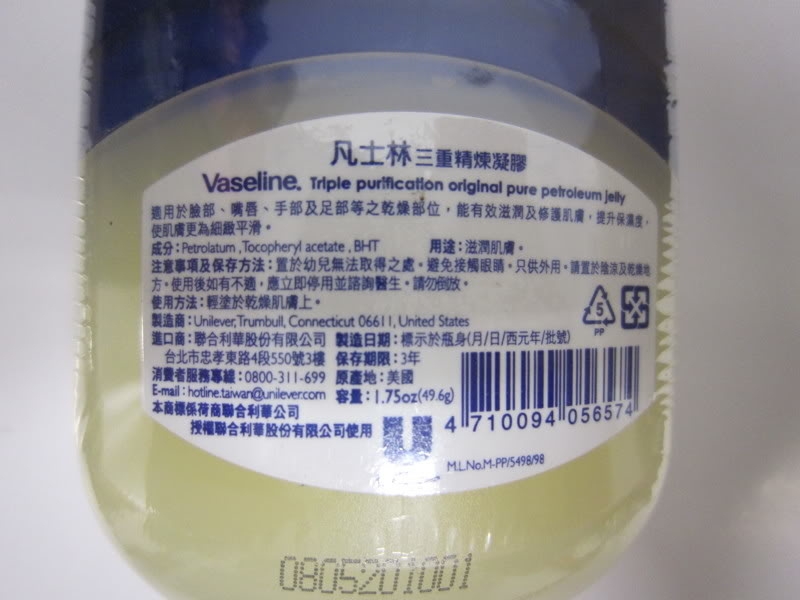 凡士林三重精煉凝膠
Vaseline. Triple purification original pure petroleum jelly
適用於臉部、嘴唇、手部及足部等之乾燥部位，能有效滋潤及修護肌膚，提升保濕度，
使肌膚更為細緻平滑。
成分：Petrolatum , Tocopheryl acetate , BHT 用途：滋潤肌膚。
注意事項及保存方法：置於幼兒無法取得之處。避免接觸眼睛。只供外用。請置於陰涼及乾燥地
方。使用後如有不適，應立即停用並諮詢醫生。請勿倒放。
使用方法：輕塗於乾燥肌膚上。
製造商：Unilever, Trumbull, Connecticut 06611, United States
進口商：聯合利華股份有限公司 製造日期：標示於瓶身(月/日/西元年/批號)
台北市忠孝東路4段550號3樓 保存期限：3年
消費者服務專線：0800-311-699 原產地：美國
E-mail : hotline.taiwan@unilever.com 容量：1.75oz(49.6g)
本商標係荷商聯合利華公司
授權聯合利華股份有限公司使用
5
PP
4 710094 056574
M.L.No.M-PP/5498/98
0805201001